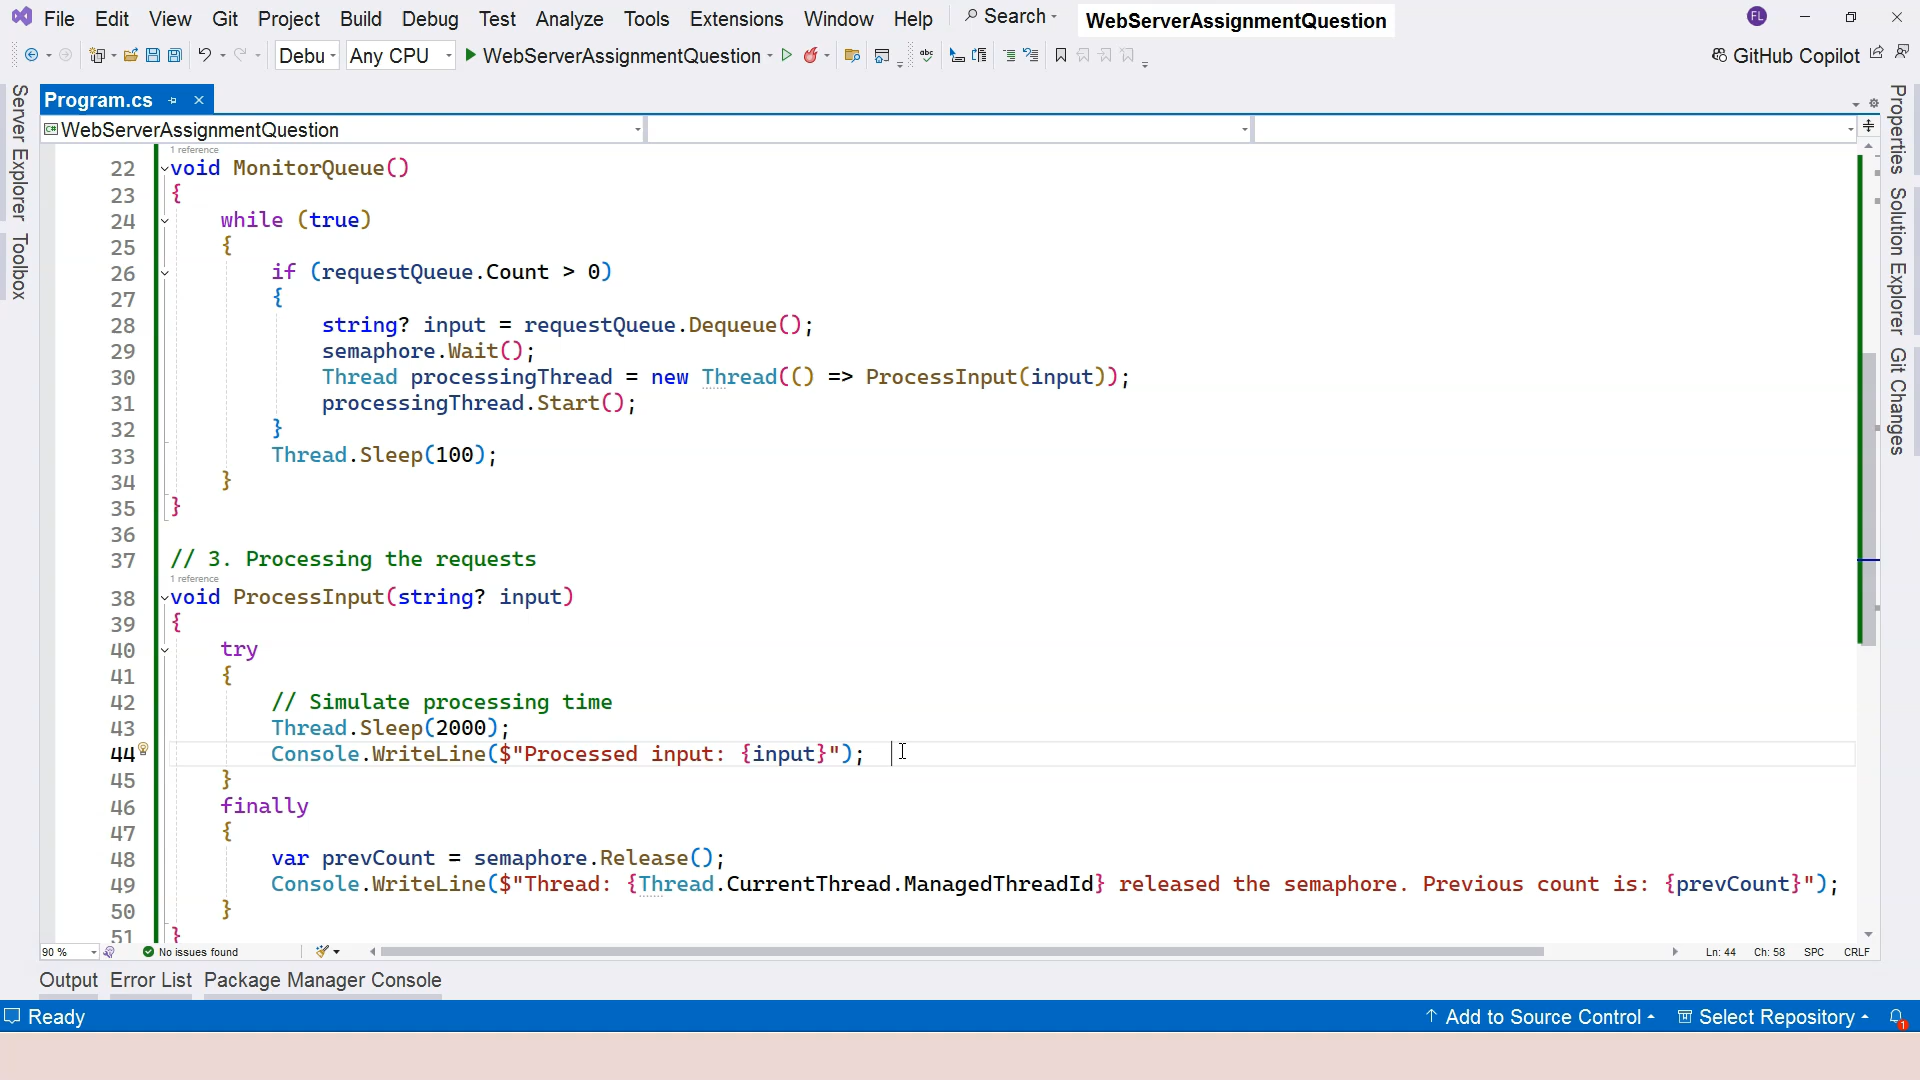 File Edit View Git Project Build Debug Test Analyze Tools Extensions Window Help Search WebServerAssignmentQuestion FL
Debu Any CPU WebServerAssignmentQuestion abc GitHub Copilot
Server Explorer
Toolbox
Program.cs
C# WebServerAssignmentQuestion
1 reference
22 void MonitorQueue()
23 {
24 while (true)
25 {
26 if (requestQueue.Count > 0)
27 {
28 string? input = requestQueue.Dequeue();
29 semaphore.Wait();
30 Thread processingThread = new Thread(() => ProcessInput(input));
31 processingThread.Start();
32 }
33 Thread.Sleep(100);
34 }
35 }
36
37 // 3. Processing the requests
1 reference
38 void ProcessInput(string? input)
39 {
40 try
41 {
42 // Simulate processing time
43 Thread.Sleep(2000);
44 Console.WriteLine($"Processed input: {input}");
45 }
46 finally
47 {
48 var prevCount = semaphore.Release();
49 Console.WriteLine($"Thread: {Thread.CurrentThread.ManagedThreadId} released the semaphore. Previous count is: {prevCount}");
50 }
51 }
Properties
Solution Explorer
Git Changes
90 % No issues found Ln: 44 Ch: 58 SPC CRLF
Output Error List Package Manager Console
Ready Add to Source Control Select Repository 1